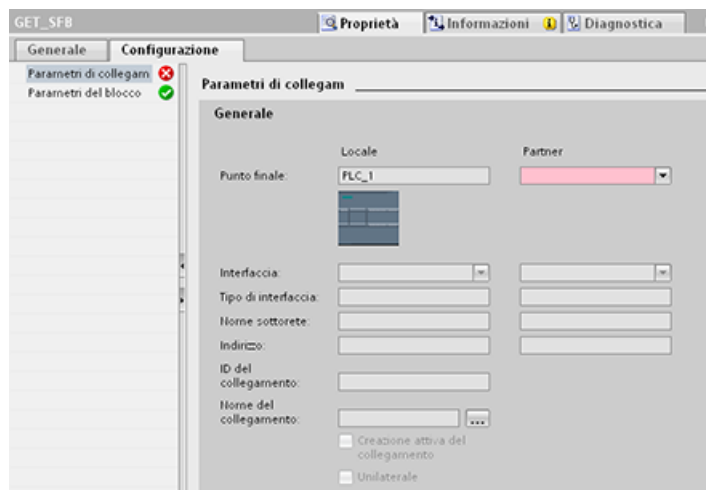 GET_SFB
Proprietà
Informazioni
Diagnostica
Generale
Configurazione
Parametri di collegam
Parametri del blocco
Parametri di collegam
Generale
Locale
Partner
Punto finale:
PLC_1
Interfaccia:
Tipo di interfaccia:
Nome sottorete:
Indirizzo:
ID del
collegamento:
Nome del
collegamento:
...
Creazione attiva del
collegamento
Unilaterale